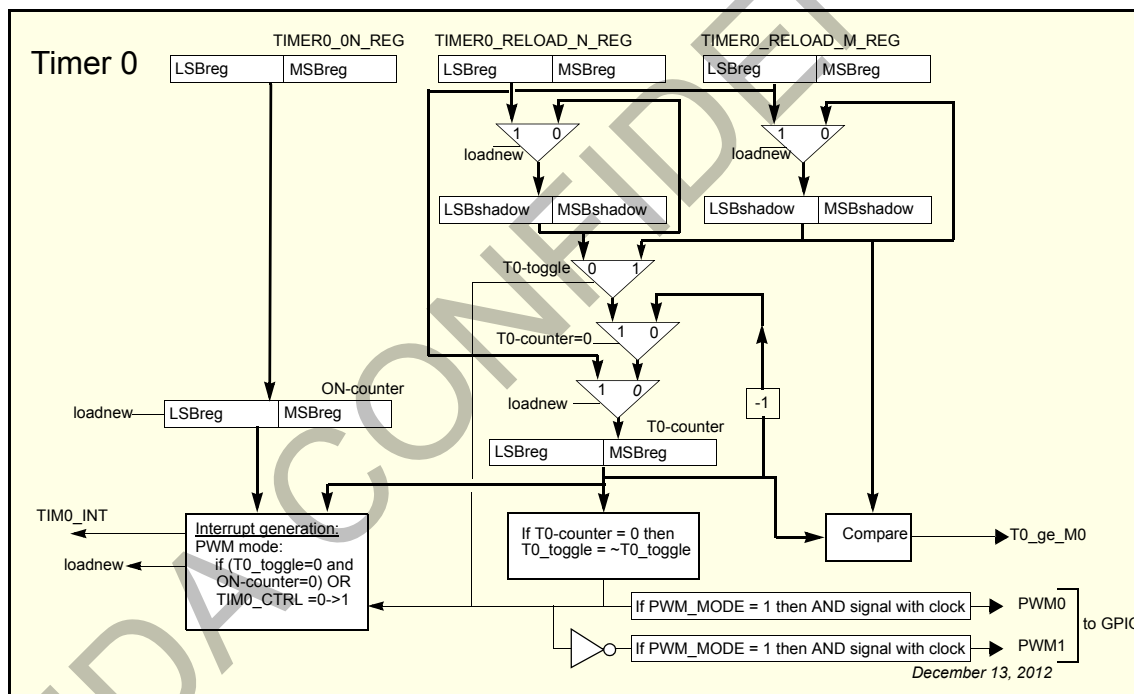 Timer 0
TIMER0_0N_REG
TIMER0_RELOAD_N_REG
TIMER0_RELOAD_M_REG
LSBreg MSBreg
LSBreg MSBreg
LSBreg MSBreg
1 0
loadnew
1 0
loadnew
LSBshadow MSBshadow
LSBshadow MSBshadow
T0-toggle 0 1
1 0
T0-counter=0
1 0
loadnew
-1
ON-counter
loadnew LSBreg MSBreg
T0-counter
LSBreg MSBreg
TIM0_INT
loadnew
Interrupt generation:
PWM mode:
if (T0_toggle=0 and
ON-counter=0) OR
TIM0_CTRL =0->1
If T0-counter = 0 then
T0_toggle = ~T0_toggle
Compare
T0_ge_M0
If PWM_MODE = 1 then AND signal with clock
PWM0
If PWM_MODE = 1 then AND signal with clock
PWM1
to GPIO
December 13, 2012